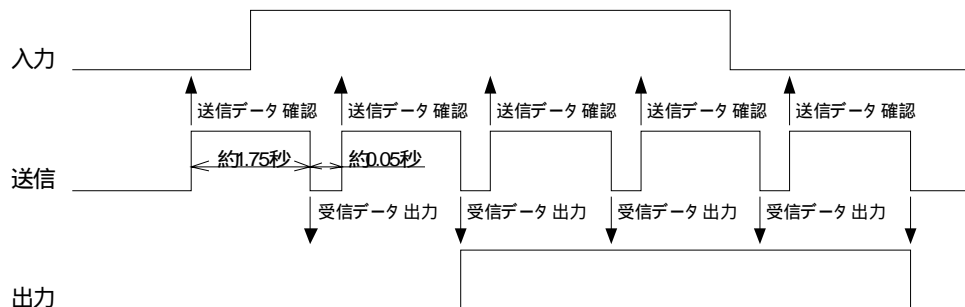 入力
送信データ 確認
送信データ 確認
送信データ 確認
送信データ 確認
送信データ 確認
送信
約1.75秒
約0.05秒
受信データ 出力
受信データ 出力
受信データ 出力
受信データ 出力
出力